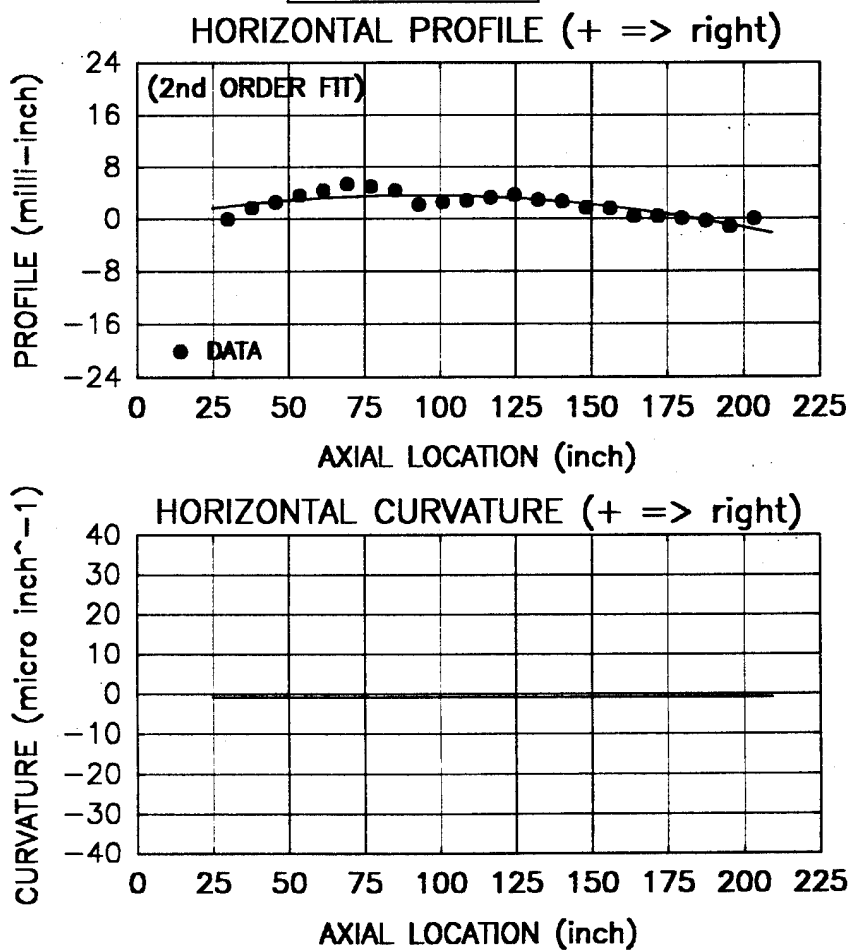 HORIZONTAL PROFILE (+ => right)
PROFILE (milli-inch)
24
16
8
0
-8
-16
-24
(2nd ORDER FIT)
DATA
0 25 50 75 100 125 150 175 200 225
AXIAL LOCATION (inch)
HORIZONTAL CURVATURE (+ => right)
CURVATURE (micro inch^-1)
40
30
20
10
0
-10
-20
-30
-40
0 25 50 75 100 125 150 175 200 225
AXIAL LOCATION (inch)